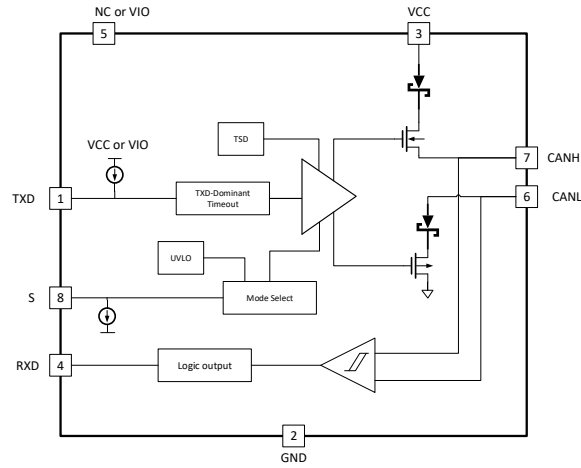 NC or VIO
VCC
5
3
TSD
VCC or VIO
7
CANH
TXD
1
TXD-Dominant
Timeout
6
CANL
UVLO
S
8
Mode Select
RXD
4
Logic output
2
GND